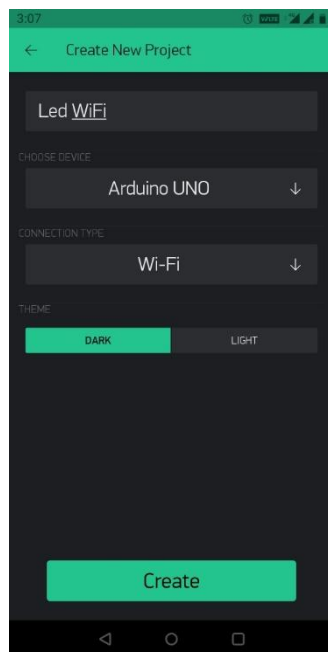 3:07
← Create New Project
Led WiFi
CHOOSE DEVICE
Arduino UNO ↓
CONNECTION TYPE
Wi-Fi ↓
THEME
DARK LIGHT
Create